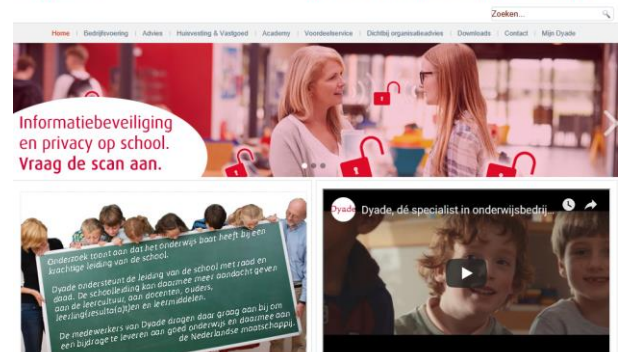 Zoeken...
Home | Bedrijfsvoering | Advies | Huisvesting & Vastgoed | Academy | Voordeelservice | Dichtbij organisatieadvies | Downloads | Contact | Mijn Dyade
Informatiebeveiliging
en privacy op school.
Vraag de scan aan.
Dyade
Dyade, dé specialist in onderwijsbedrij...
Onderzoek toont aan dat het onderwijs baat heeft bij een
krachtige leiding van de school.
Dyade ondersteunt de leiding van de school met raad en
daad. De schoolleiding kan daarmee meer aandacht geven
aan de leercultuur, aan docenten, ouders,
leerling(resulta(a)t)en en leermiddelen.
De medewerkers van Dyade dragen daar graag aan bij om
een bijdrage te leveren aan goed onderwijs en daarmee aan
de Nederlandse maatschappij.